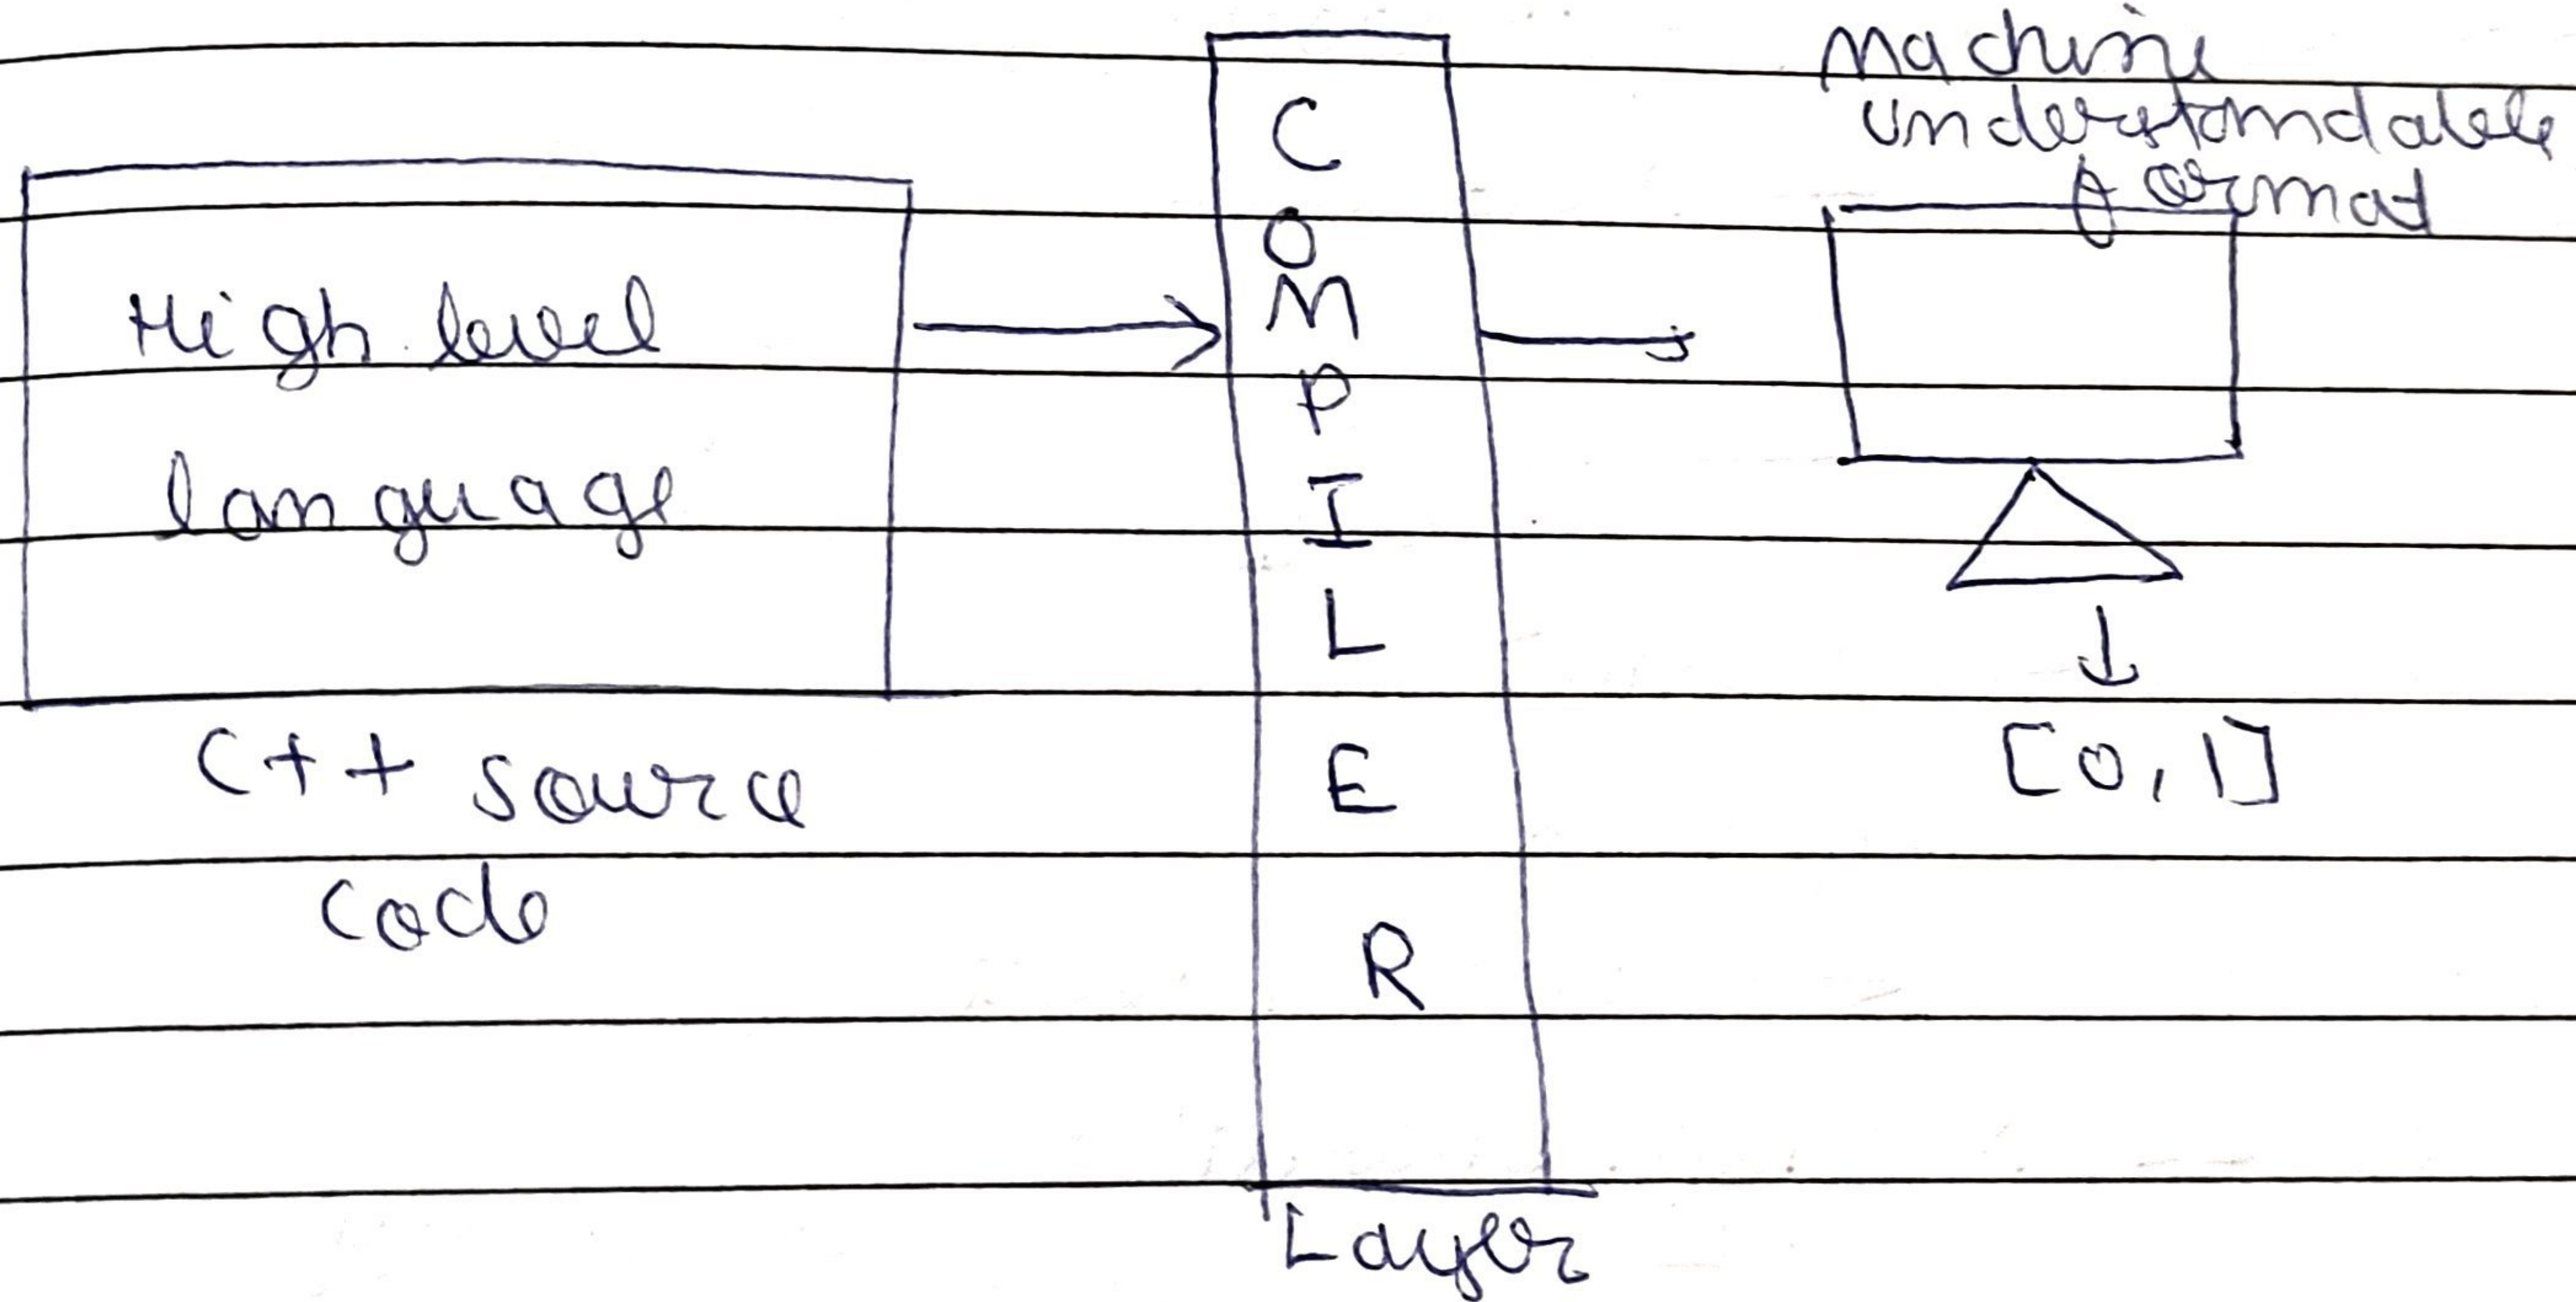 High level
language
C++ source
code
C
O
M
P
I
L
E
R
Layer
Machine
understandable
format
[0,1]